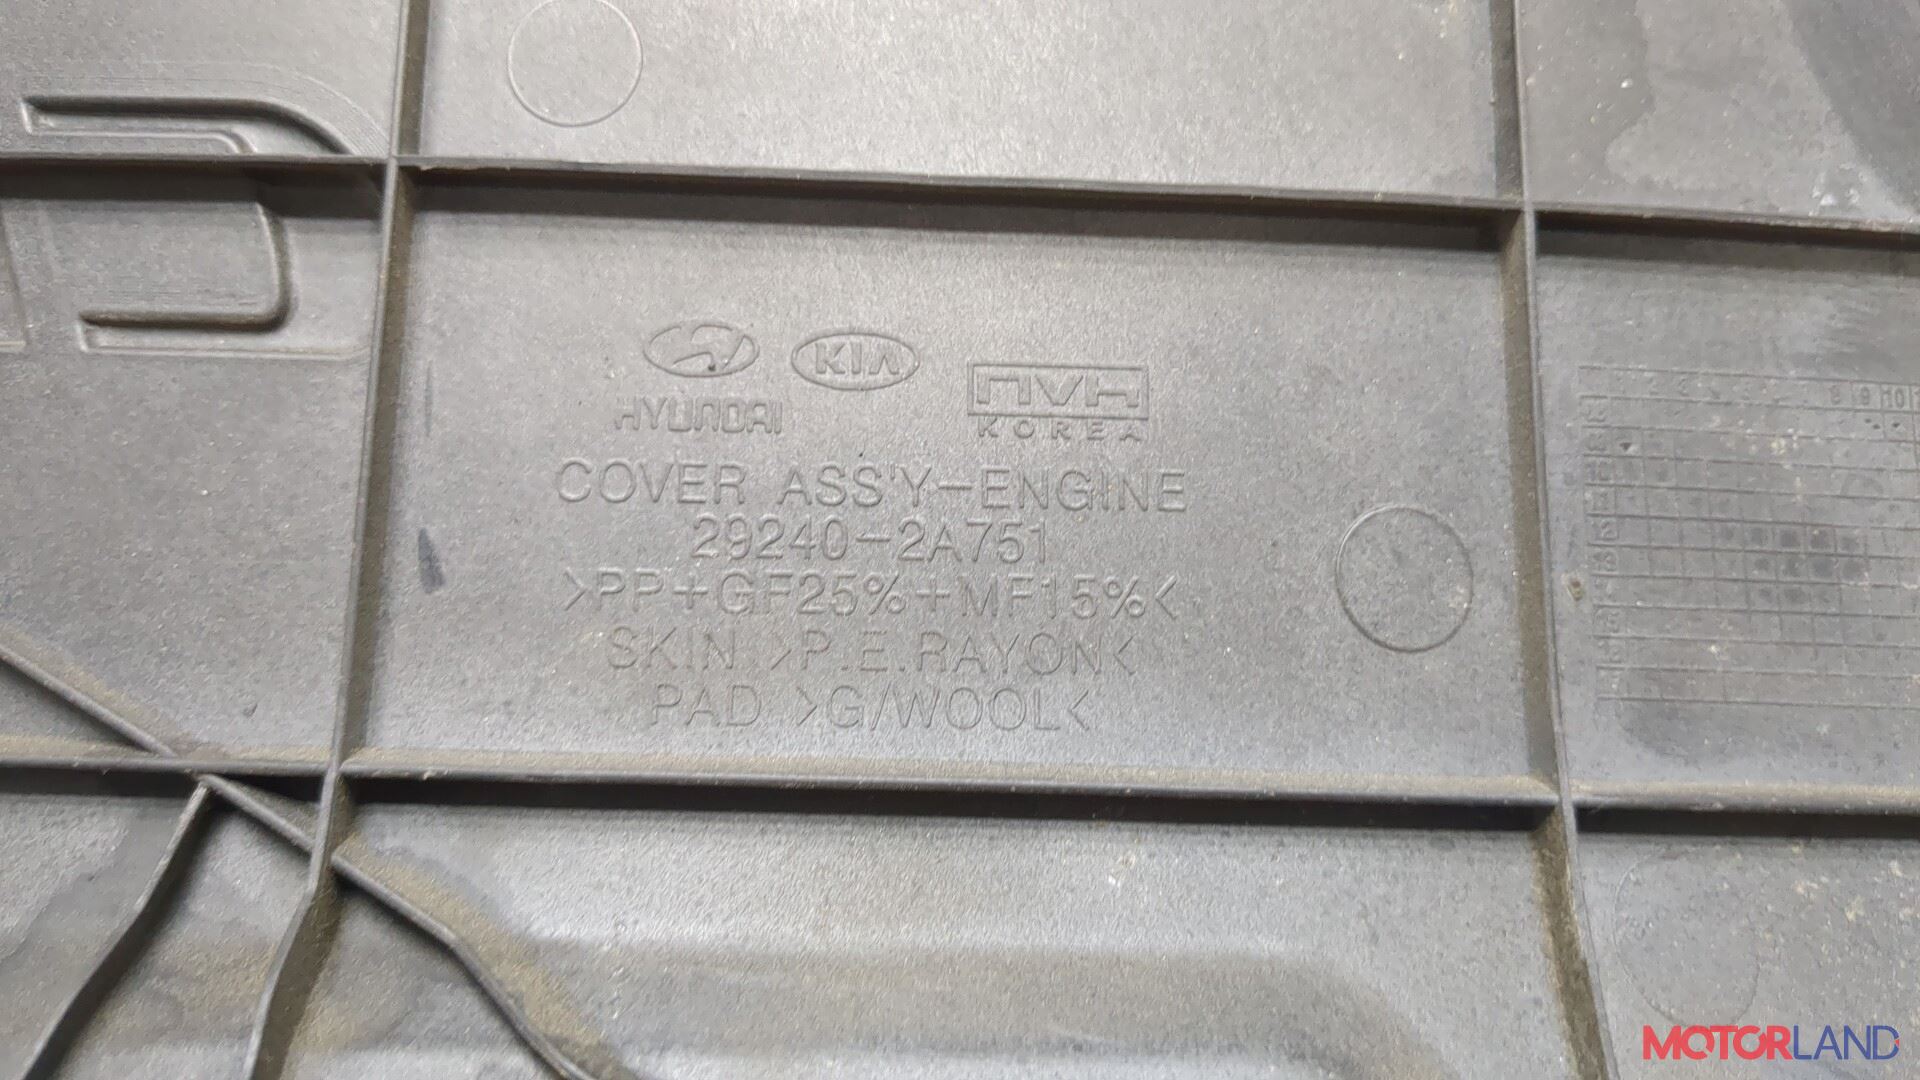 KIA
HYUNDAI
NVH
KOREA
COVER ASS'Y-ENGINE
29240-2A751
>PP+GF25%+MF15%<
SKIN >P.E.RAYON<
PAD >G/WOOL<
MOTORLAND